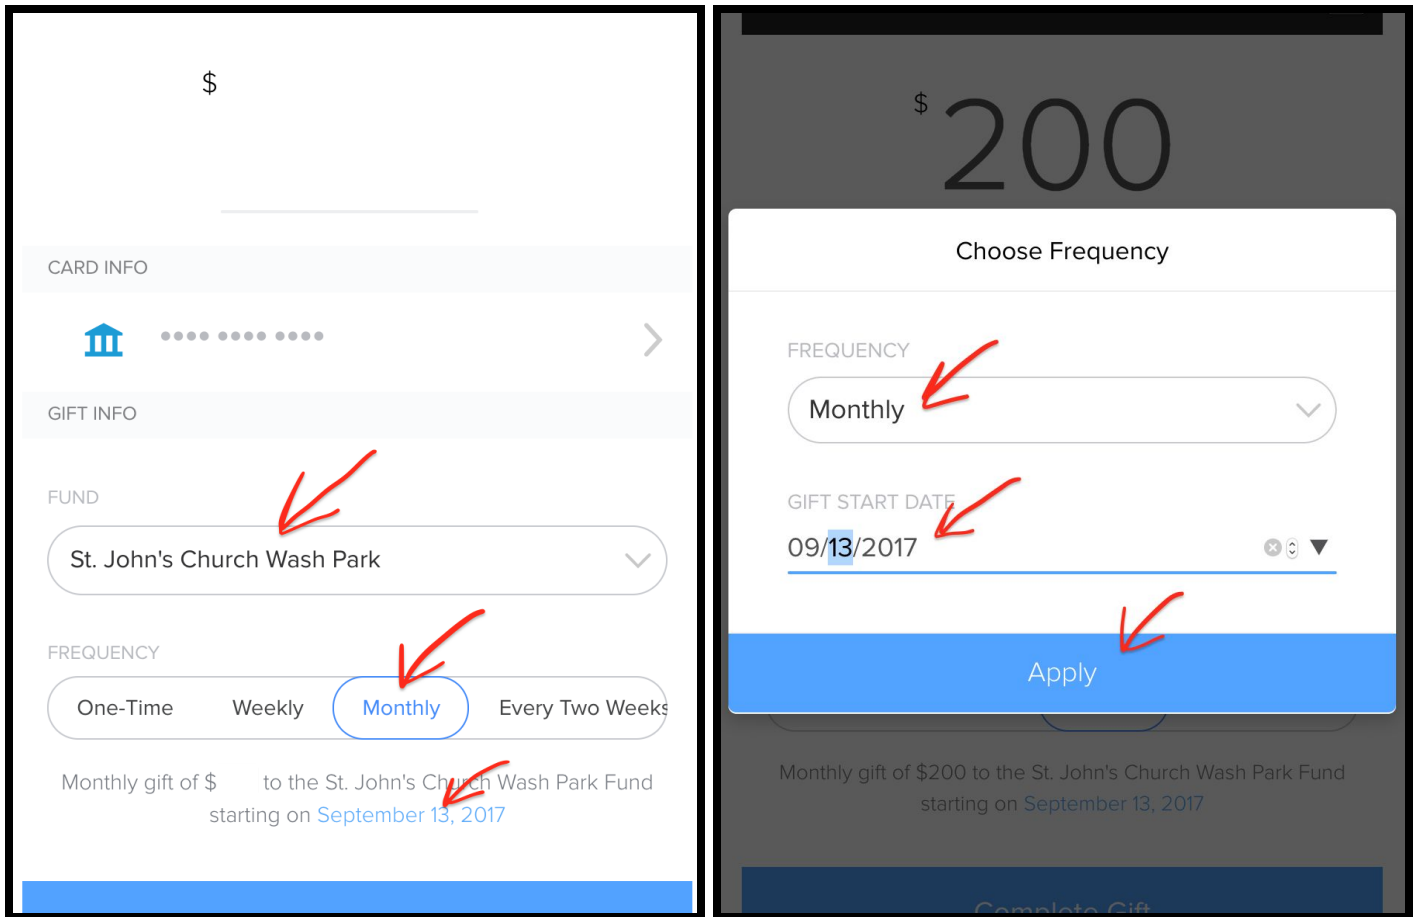 $
CARD INFO
•••• •••• ••••
GIFT INFO
FUND
St. John's Church Wash Park
FREQUENCY
One-Time Weekly Monthly Every Two Weeks
Monthly gift of $ to the St. John's Church Wash Park Fund
starting on September 13, 2017
$200
Choose Frequency
FREQUENCY
Monthly
GIFT START DATE
09/13/2017
Apply
Monthly gift of $200 to the St. John's Church Wash Park Fund
starting on September 13, 2017
Complete Gift